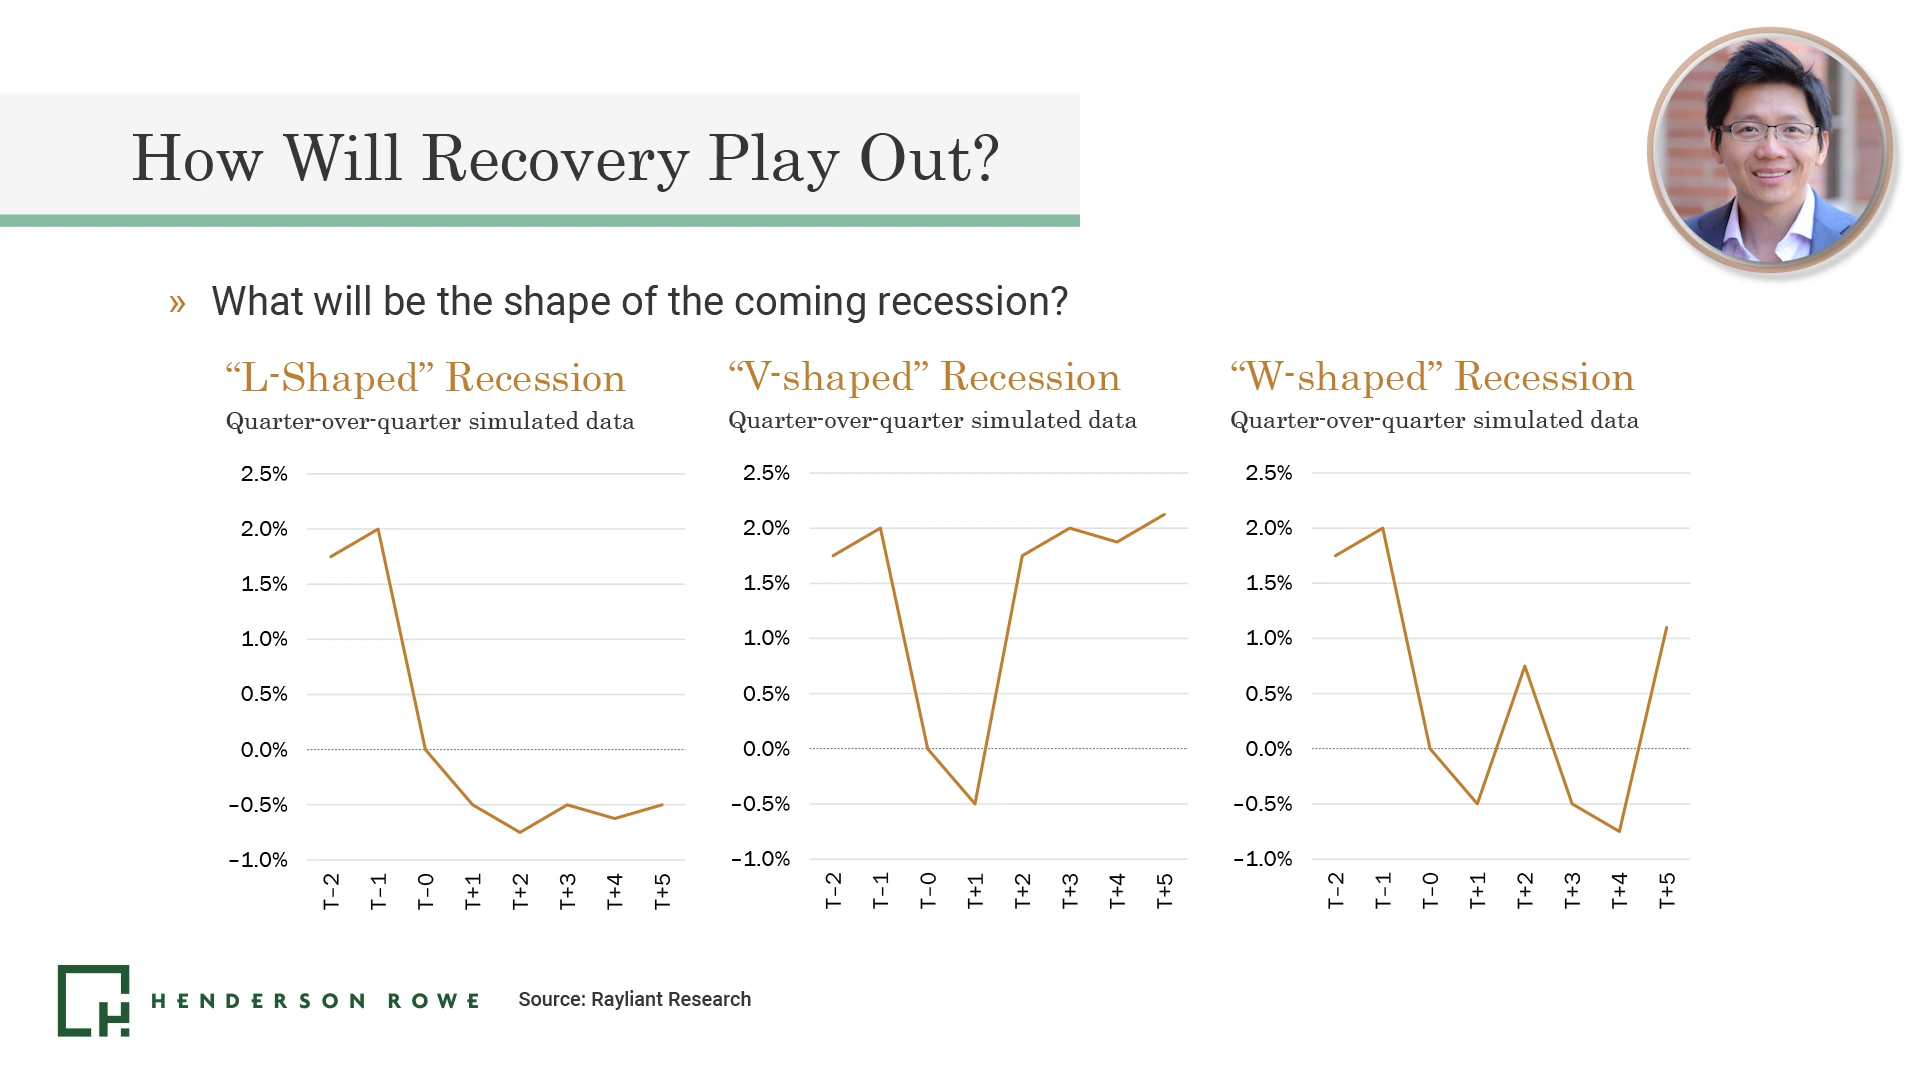 How Will Recovery Play Out?
» What will be the shape of the coming recession?
“L-Shaped” Recession
Quarter-over-quarter simulated data
2.5%
2.0%
1.5%
1.0%
0.5%
0.0%
−0.5%
−1.0%
T−2 T−1 T−0 T+1 T+2 T+3 T+4 T+5
“V-shaped” Recession
Quarter-over-quarter simulated data
2.5%
2.0%
1.5%
1.0%
0.5%
0.0%
−0.5%
−1.0%
T−2 T−1 T−0 T+1 T+2 T+3 T+4 T+5
“W-shaped” Recession
Quarter-over-quarter simulated data
2.5%
2.0%
1.5%
1.0%
0.5%
0.0%
−0.5%
−1.0%
T−2 T−1 T−0 T+1 T+2 T+3 T+4 T+5
HENDERSON ROWE
Source: Rayliant Research